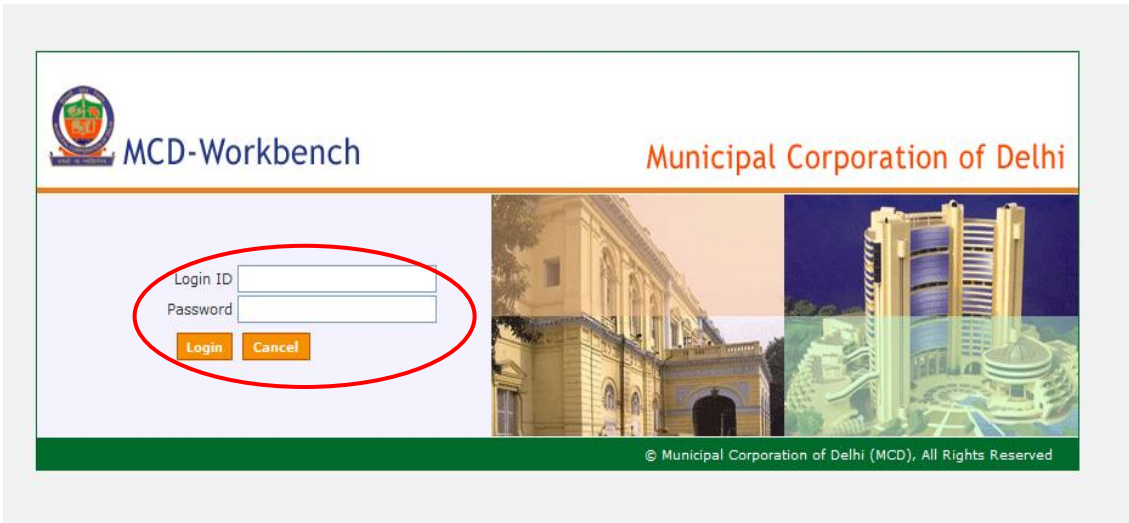 MCD-Workbench
Municipal Corporation of Delhi
Login ID
Password
Login Cancel
© Municipal Corporation of Delhi (MCD), All Rights Reserved